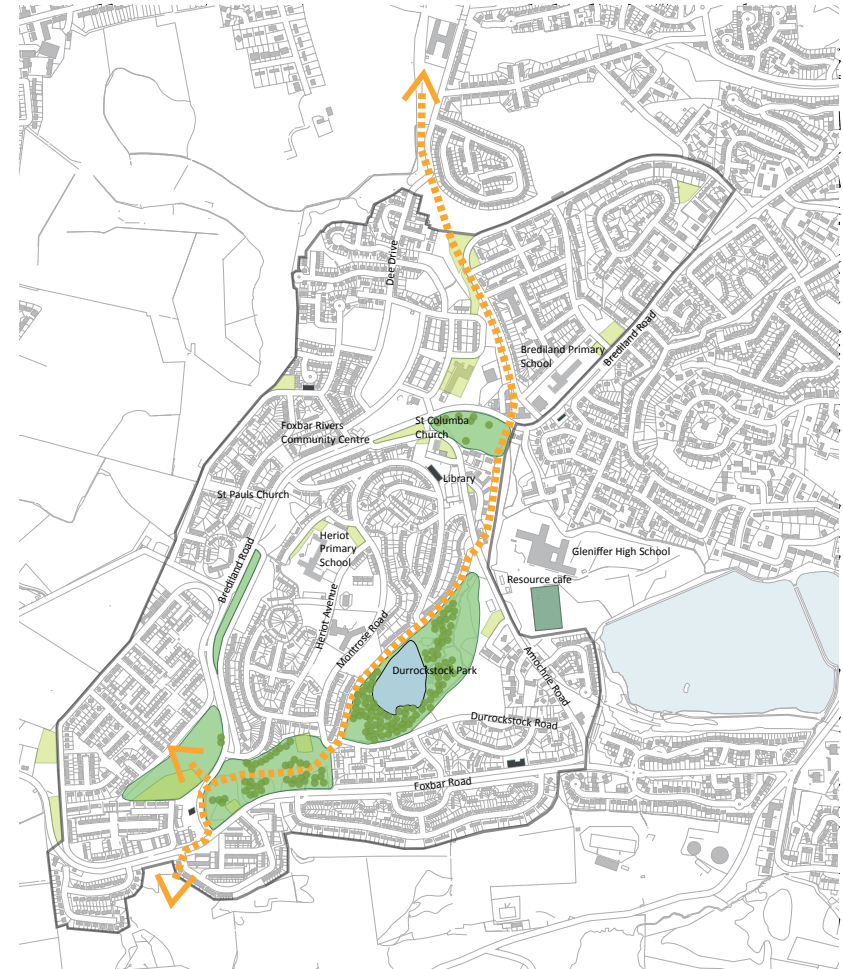 Dee Drive
Brediland Primary
School
Brediland Road
St Columba
Church
Foxbar Rivers
Community Centre
Library
St Pauls Church
Heriot
Primary
School
Gleniffer High School
Brediland Road
Resource cafe
Heriot Avenue
Montrose Road
Durrockstock Park
Amochrie Road
Durrockstock Road
Foxbar Road